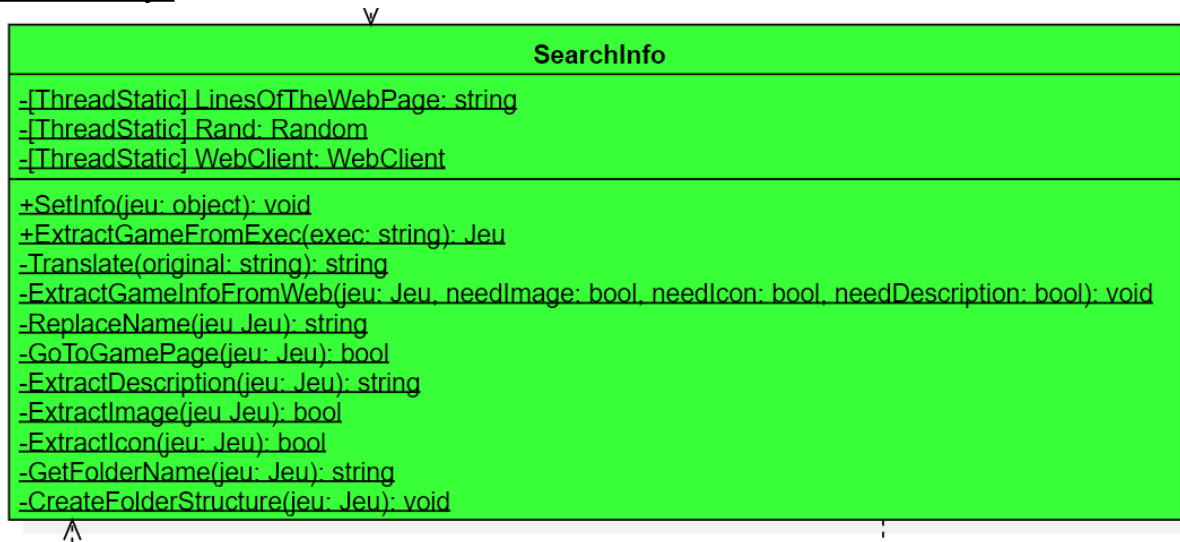 SearchInfo
-[ThreadStatic] LinesOfTheWebPage: string
-[ThreadStatic] Rand: Random
-[ThreadStatic] WebClient: WebClient
+SetInfo(jeu: object): void
+ExtractGameFromExec(exec: string): Jeu
-Translate(original: string): string
-ExtractGameInfoFromWeb(jeu: Jeu, needImage: bool, needIcon: bool, needDescription: bool): void
-ReplaceName(jeu Jeu): string
-GoToGamePage(jeu: Jeu): bool
-ExtractDescription(jeu: Jeu): string
-ExtractImage(jeu Jeu): bool
-ExtractIcon(jeu: Jeu): bool
-GetFolderName(jeu: Jeu): string
-CreateFolderStructure(jeu: Jeu): void